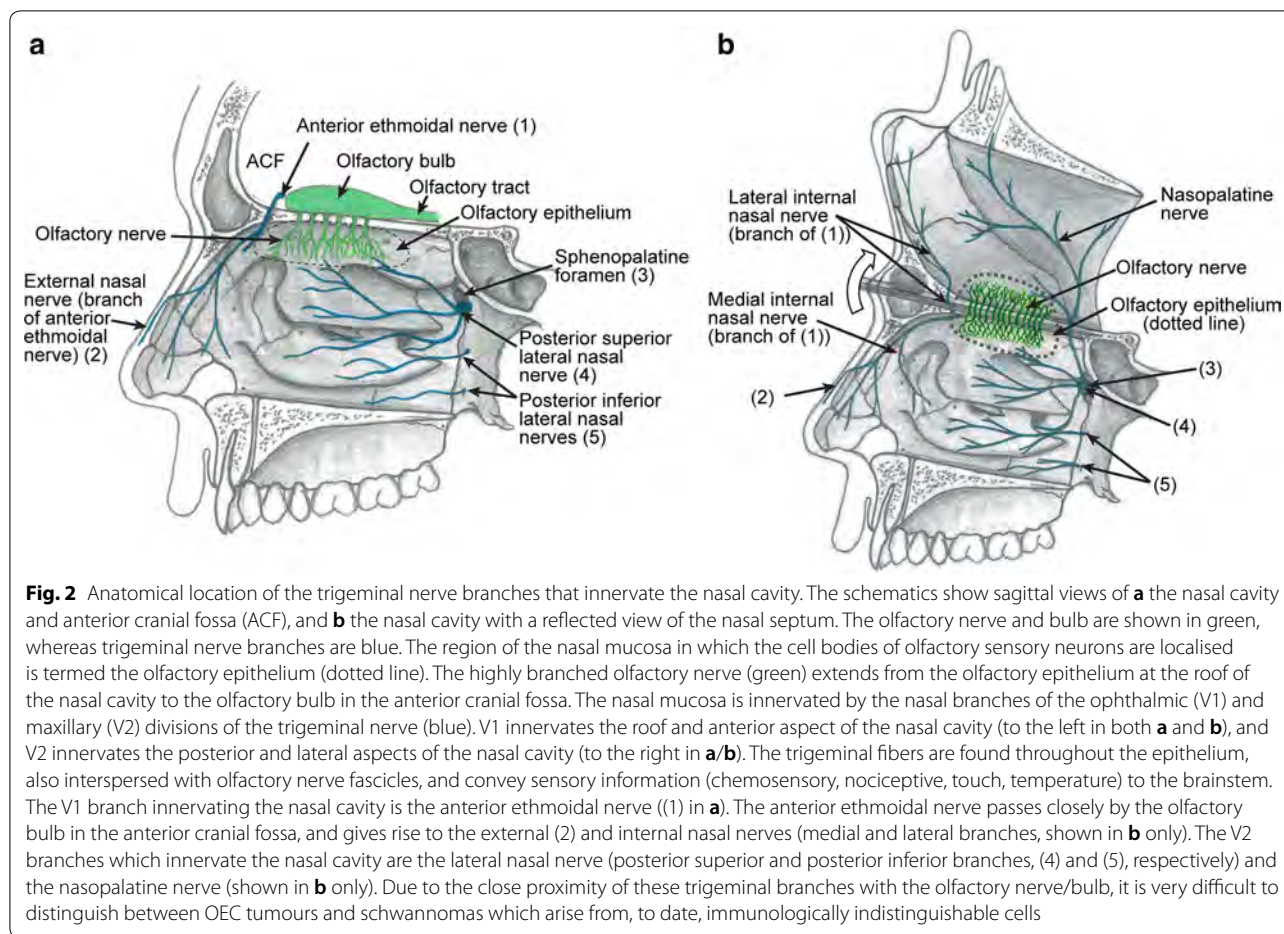 a
Anterior ethmoidal nerve (1)
ACF
Olfactory bulb
Olfactory tract
Olfactory epithelium
Olfactory nerve
Sphenopalatine
foramen (3)
External nasal
nerve (branch
of anterior
ethmoidal
nerve) (2)
Posterior superior
lateral nasal
nerve (4)
Posterior inferior
lateral nasal
nerves (5)
b
Lateral internal
nasal nerve
(branch of (1))
Nasopalatine
nerve
Olfactory nerve
Medial internal
nasal nerve
(branch of (1))
Olfactory epithelium
(dotted line)
(2)
(3)
(4)
(5)
Fig. 2 Anatomical location of the trigeminal nerve branches that innervate the nasal cavity. The schematics show sagittal views of a the nasal cavity
and anterior cranial fossa (ACF), and b the nasal cavity with a reflected view of the nasal septum. The olfactory nerve and bulb are shown in green,
whereas trigeminal nerve branches are blue. The region of the nasal mucosa in which the cell bodies of olfactory sensory neurons are localised
is termed the olfactory epithelium (dotted line). The highly branched olfactory nerve (green) extends from the olfactory epithelium at the roof of
the nasal cavity to the olfactory bulb in the anterior cranial fossa. The nasal mucosa is innervated by the nasal branches of the ophthalmic (V1) and
maxillary (V2) divisions of the trigeminal nerve (blue). V1 innervates the roof and anterior aspect of the nasal cavity (to the left in both a and b), and
V2 innervates the posterior and lateral aspects of the nasal cavity (to the right in a/b). The trigeminal fibers are found throughout the epithelium,
also interspersed with olfactory nerve fascicles, and convey sensory information (chemosensory, nociceptive, touch, temperature) to the brainstem.
The V1 branch innervating the nasal cavity is the anterior ethmoidal nerve ((1) in a). The anterior ethmoidal nerve passes closely by the olfactory
bulb in the anterior cranial fossa, and gives rise to the external (2) and internal nasal nerves (medial and lateral branches, shown in b only). The V2
branches which innervate the nasal cavity are the lateral nasal nerve (posterior superior and posterior inferior branches, (4) and (5), respectively) and
the nasopalatine nerve (shown in b only). Due to the close proximity of these trigeminal branches with the olfactory nerve/bulb, it is very difficult to
distinguish between OEC tumours and schwannomas which arise from, to date, immunologically indistinguishable cells